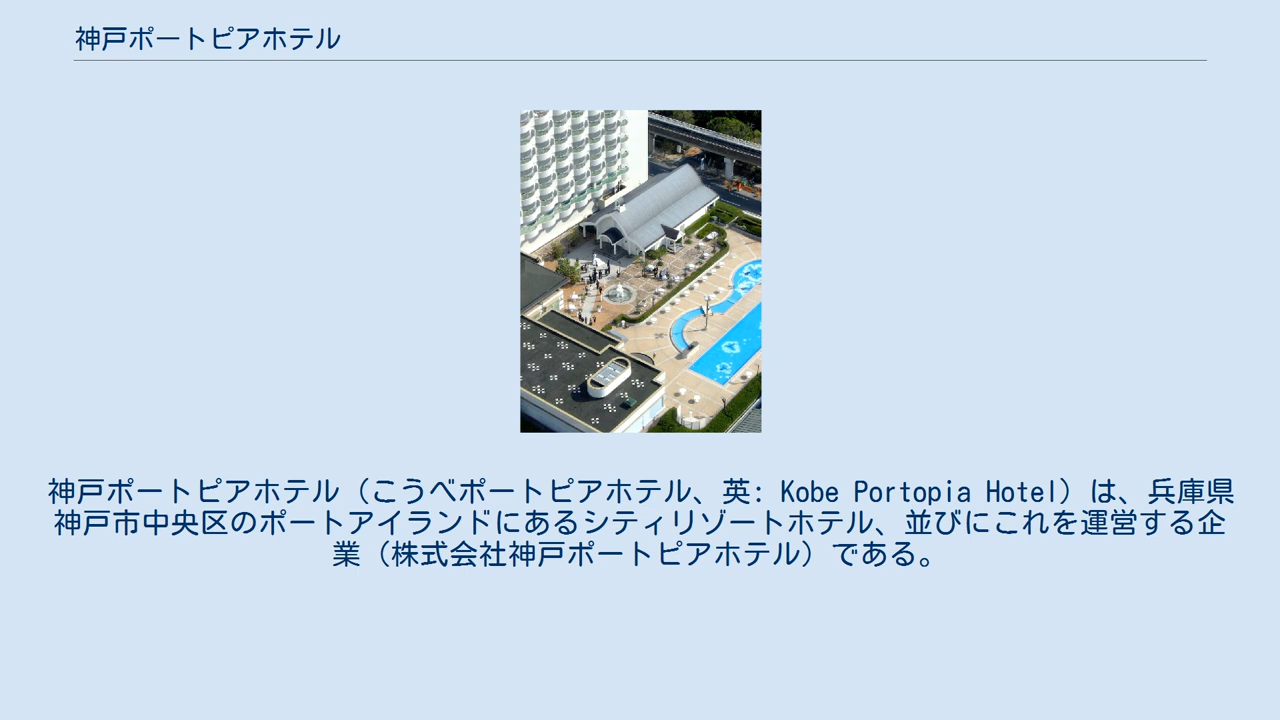 神戸ポートピアホテル
神戸ポートピアホテル（こうべポートピアホテル、英: Kobe Portopia Hotel）は、兵庫県
神戸市中央区のポートアイランドにあるシティリゾートホテル、並びにこれを運営する企
業（株式会社神戸ポートピアホテル）である。